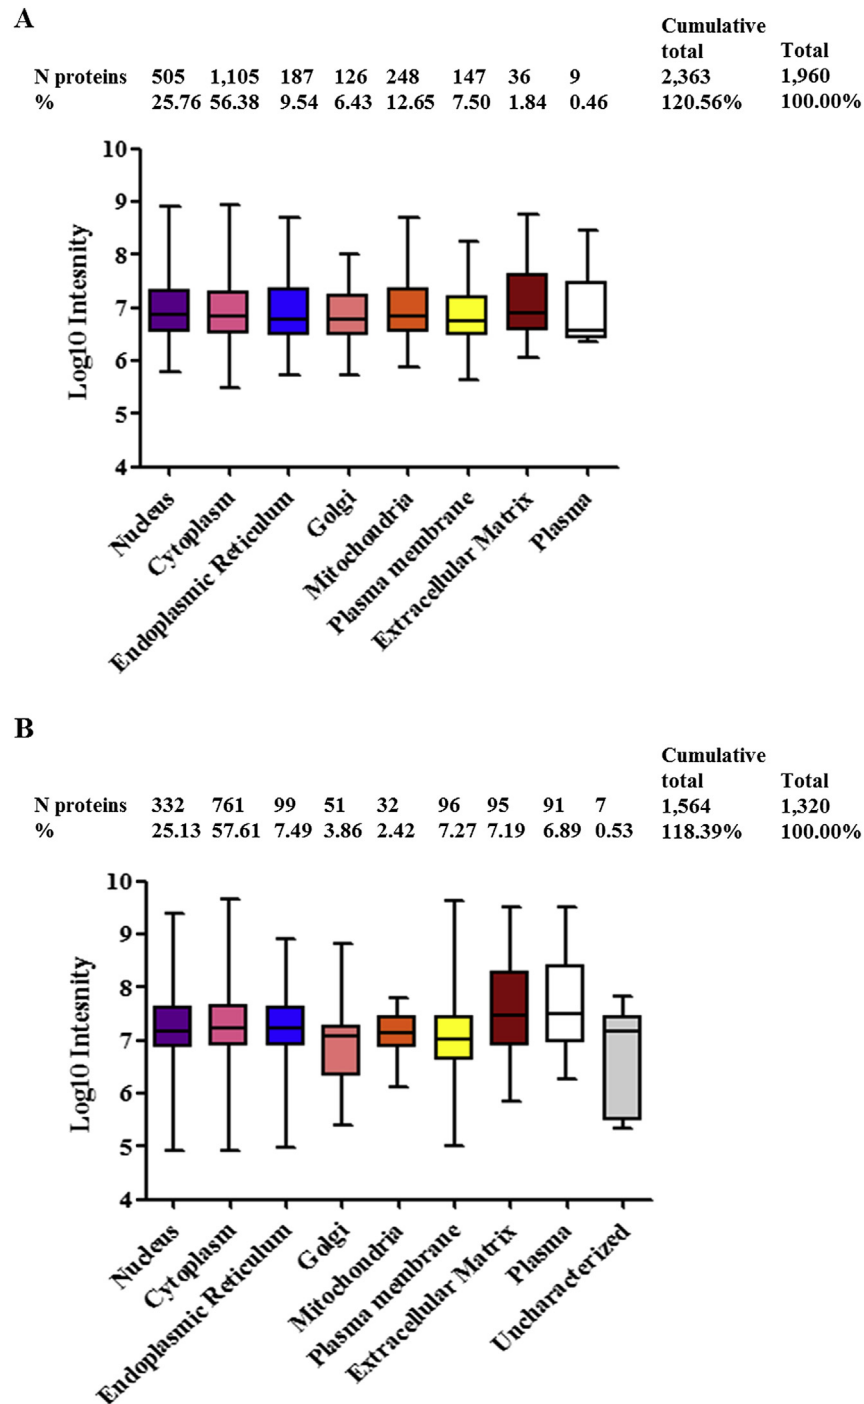 A
Cumulative
total Total
N proteins 505 1,105 187 126 248 147 36 9 2,363 1,960
% 25.76 56.38 9.54 6.43 12.65 7.50 1.84 0.46 120.56% 100.00%
10
9
8
7
6
5
4
Log10 Intesnity
Nucleus
Cytoplasm
Endoplasmic Reticulum
Golgi
Mitochondria
Plasma membrane
Extracellular Matrix
Plasma
B
Cumulative
total Total
N proteins 332 761 99 51 32 96 95 91 7 1,564 1,320
% 25.13 57.61 7.49 3.86 2.42 7.27 7.19 6.89 0.53 118.39% 100.00%
10
9
8
7
6
5
4
Log10 Intesnity
Nucleus
Cytoplasm
Endoplasmic Reticulum
Golgi
Mitochondria
Plasma membrane
Extracellular Matrix
Plasma
Uncharacterized